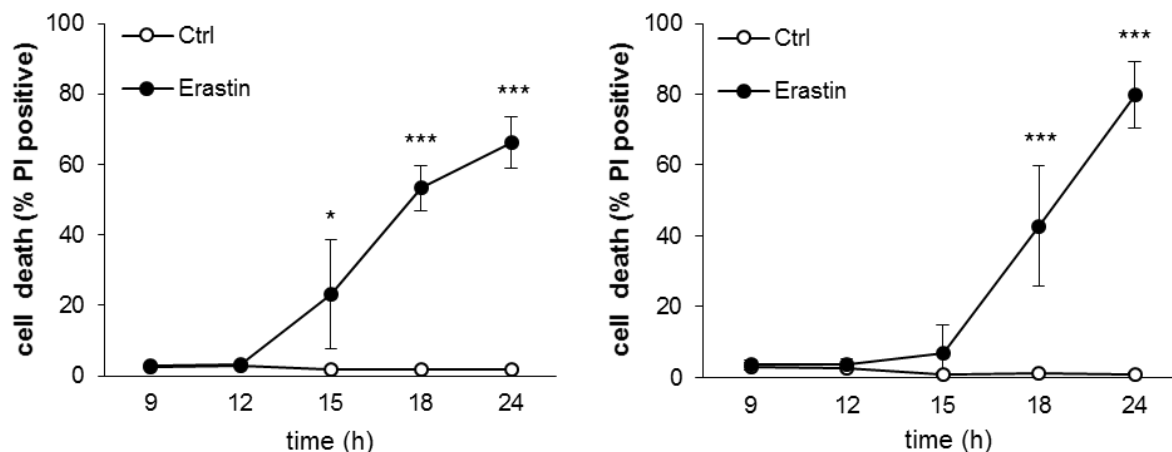 100
80
60
40
20
0
cell death (% PI positive)
Ctrl
Erastin
*
***
***
9 12 15 18 24
time (h)
100
80
60
40
20
0
cell death (% PI positive)
Ctrl
Erastin
***
***
9 12 15 18 24
time (h)